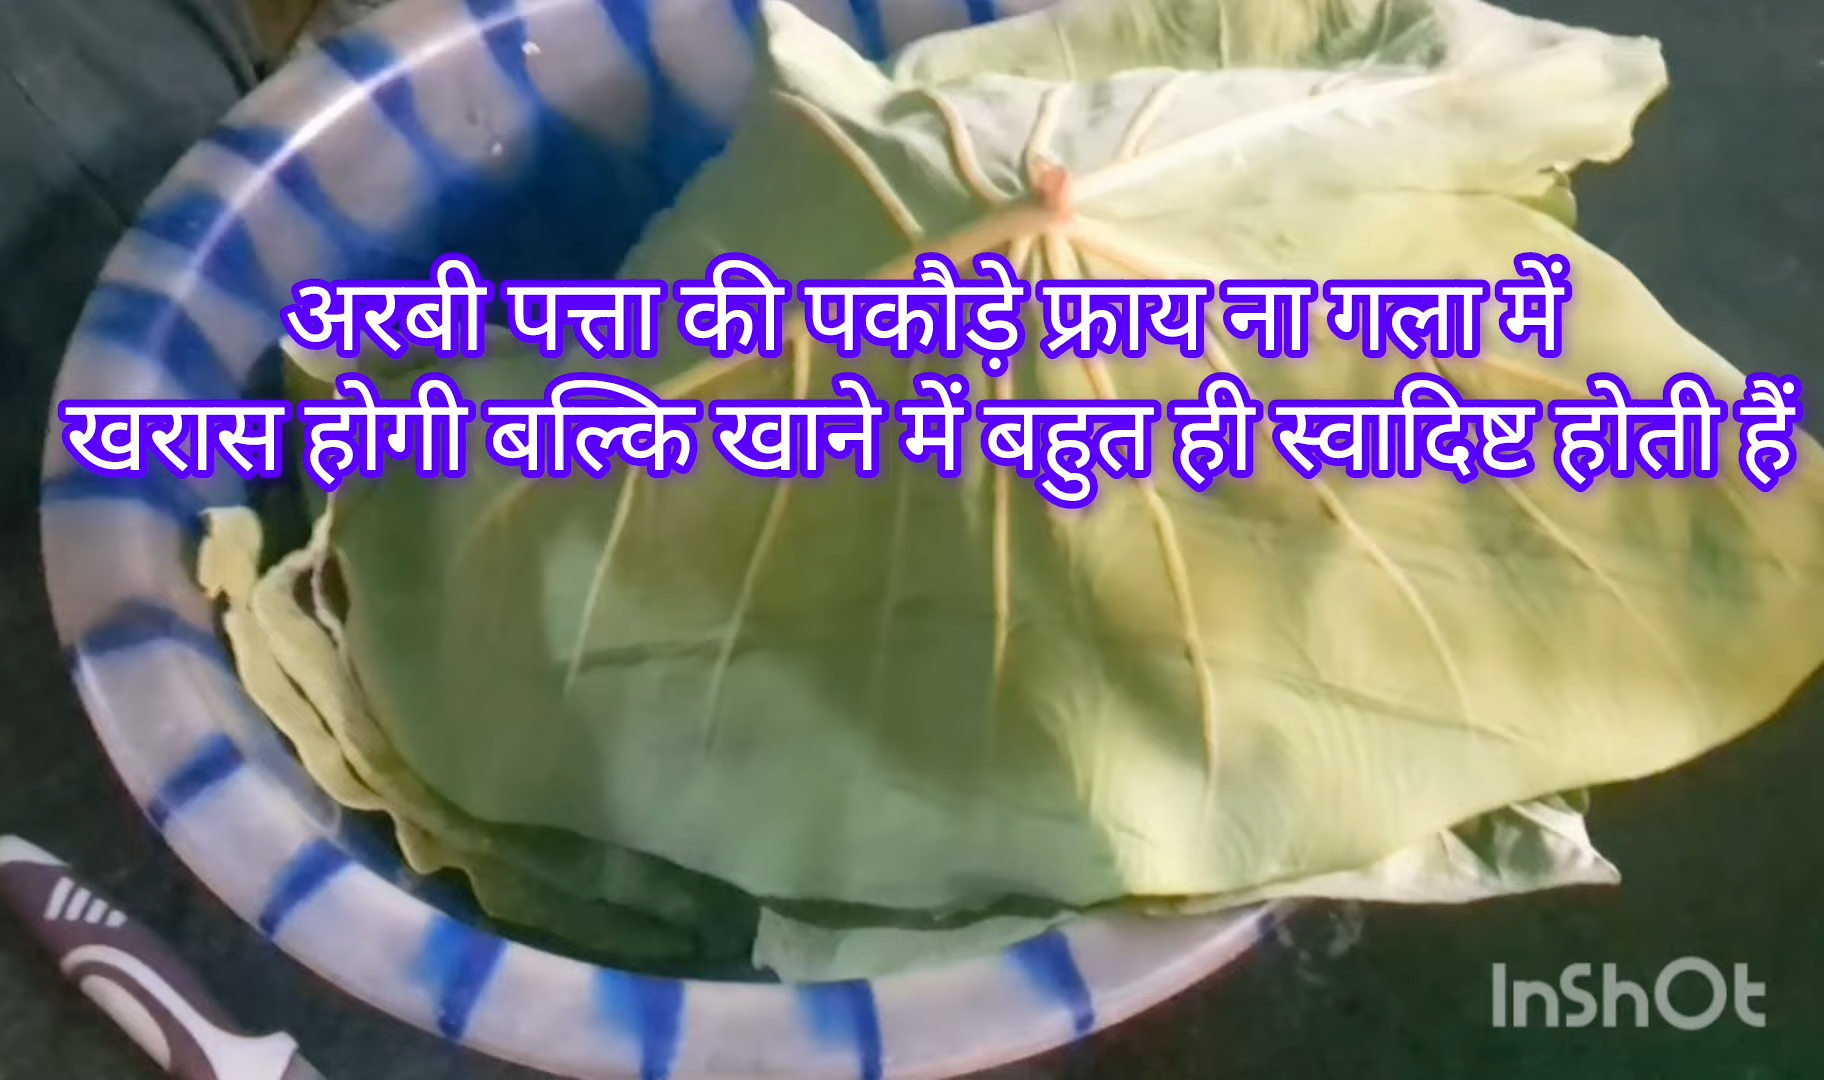 अरबी पत्ता की पकौड़े फ्राय ना गला में
खरास होगी बल्कि खाने में बहुत ही स्वादिष्ट होती हैं
InShOt